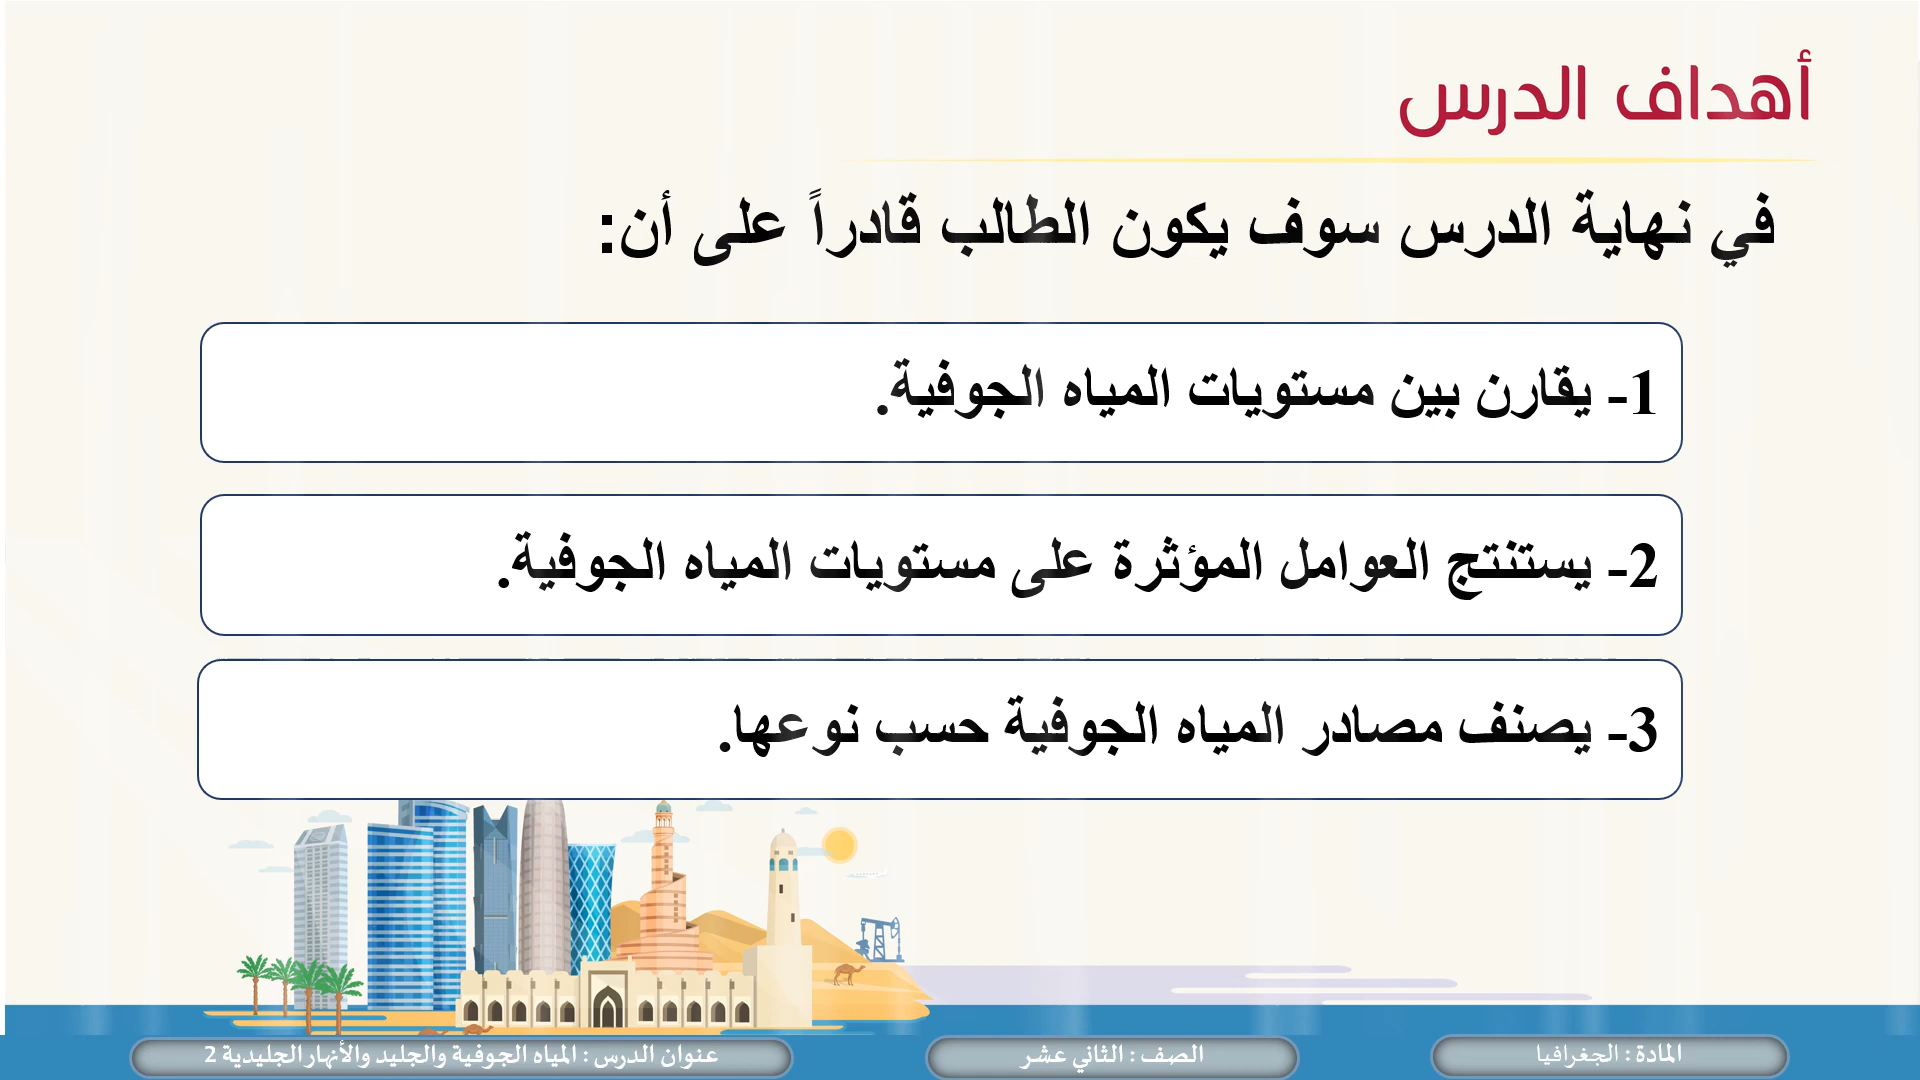 أهداف الدرس
في نهاية الدرس سوف يكون الطالب قادراً على أن:
1- يقارن بين مستويات المياه الجوفية.
2- يستنتج العوامل المؤثرة على مستويات المياه الجوفية.
3- يصنف مصادر المياه الجوفية حسب نوعها.
المادة : الجغرافيا
الصف : الثاني عشر
عنوان الدرس : المياه الجوفية والجليد والأنهار الجليدية 2